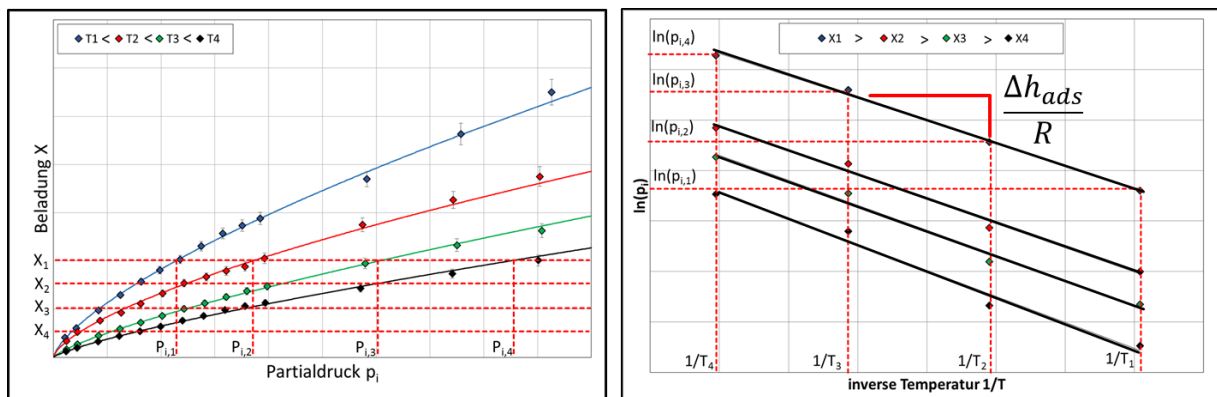 T1 < T2 < T3 < T4
Beladung X
X₁
X₂
X₃
X₄
Pᵢ,₁ Pᵢ,₂ Pᵢ,₃ Pᵢ,₄
Partialdruck pᵢ
X1 > X2 > X3 > X4
ln(pᵢ,₄)
ln(pᵢ,₃)
ln(pᵢ,₂)
ln(pᵢ,₁)
ln(pᵢ)
Δh_ads
R
1/T₄ 1/T₃ 1/T₂ 1/T₁
inverse Temperatur 1/T